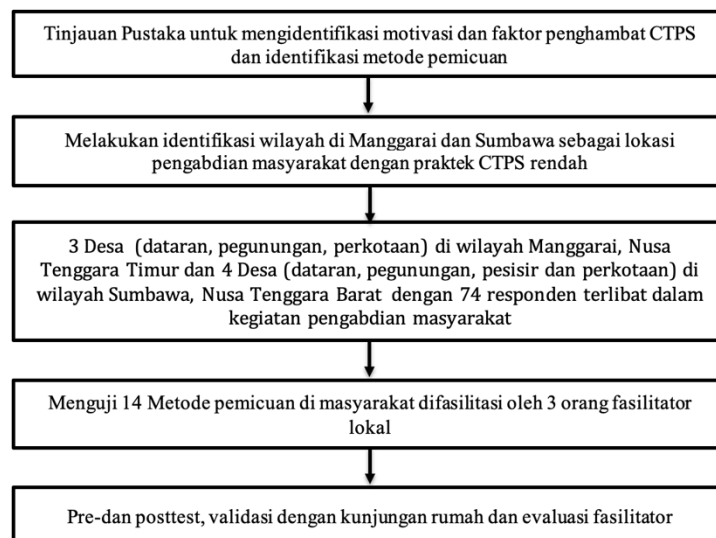 Tinjauan Pustaka untuk mengidentifikasi motivasi dan faktor penghambat CTPS
dan identifikasi metode pemicuan
Melakukan identifikasi wilayah di Manggarai dan Sumbawa sebagai lokasi
pengabdian masyarakat dengan praktek CTPS rendah
3 Desa (dataran, pegunungan, perkotaan) di wilayah Manggarai, Nusa
Tenggara Timur dan 4 Desa (dataran, pegunungan, pesisir dan perkotaan) di
wilayah Sumbawa, Nusa Tenggara Barat dengan 74 responden terlibat dalam
kegiatan pengabdian masyarakat
Menguji 14 Metode pemicuan di masyarakat difasilitasi oleh 3 orang fasilitator
lokal
Pre-dan posttest, validasi dengan kunjungan rumah dan evaluasi fasilitator